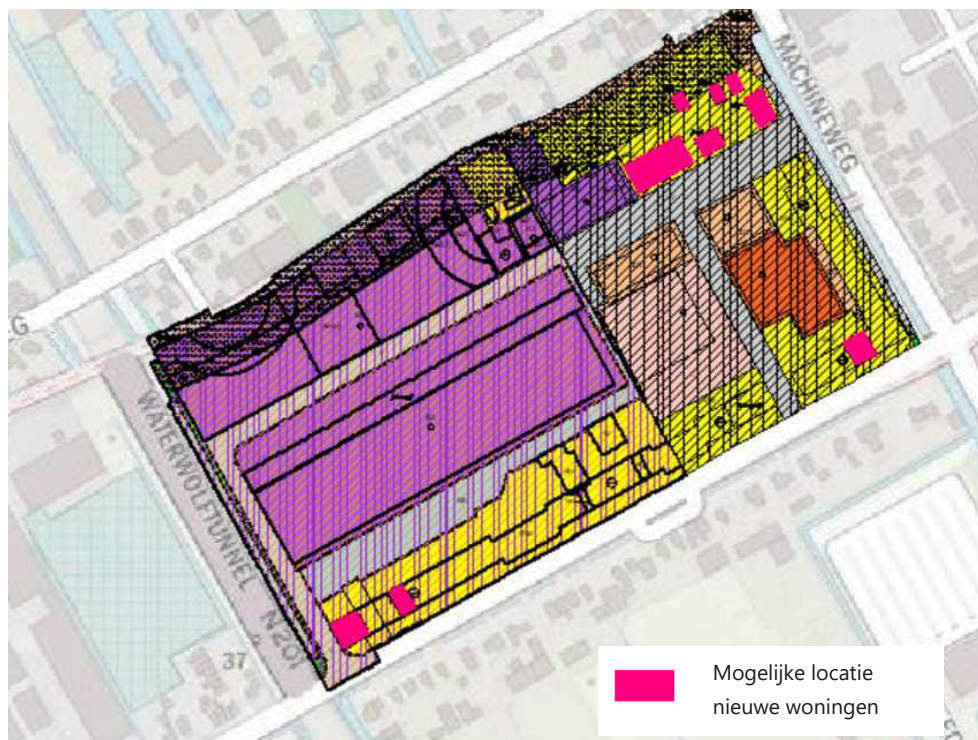 MACHINEWEG
G
WATERWOLFTUNNEL
N201
37
Mogelijke locatie
nieuwe woningen